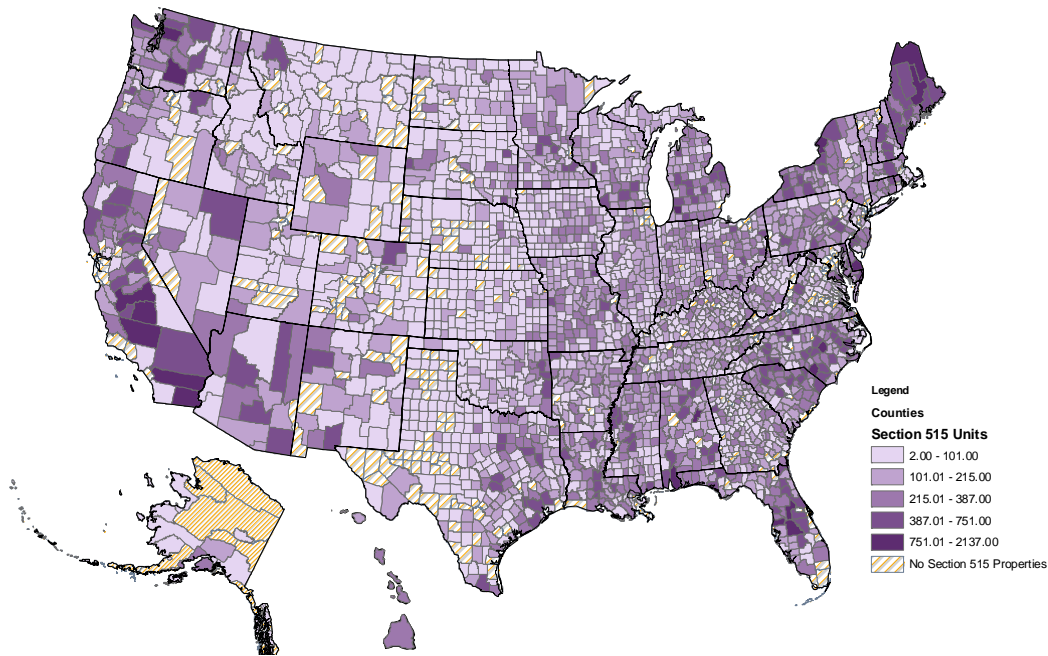 Legend
Counties
Section 515 Units
2.00 - 101.00
101.01 - 215.00
215.01 - 387.00
387.01 - 751.00
751.01 - 2137.00
No Section 515 Properties